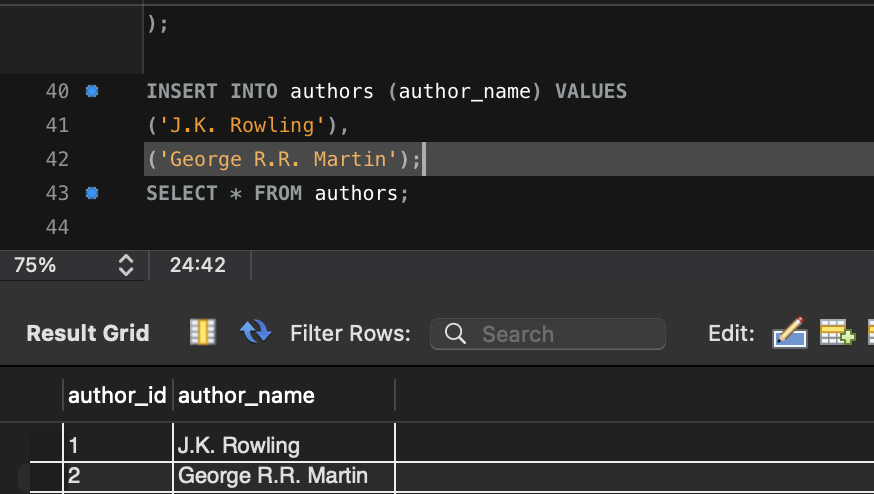 );
40 INSERT INTO authors (author_name) VALUES
41 ('J.K. Rowling'),
42 ('George R.R. Martin');
43 SELECT * FROM authors;
44
75% 24:42
Result Grid Filter Rows: Search Edit:
author_id author_name
1 J.K. Rowling
2 George R.R. Martin